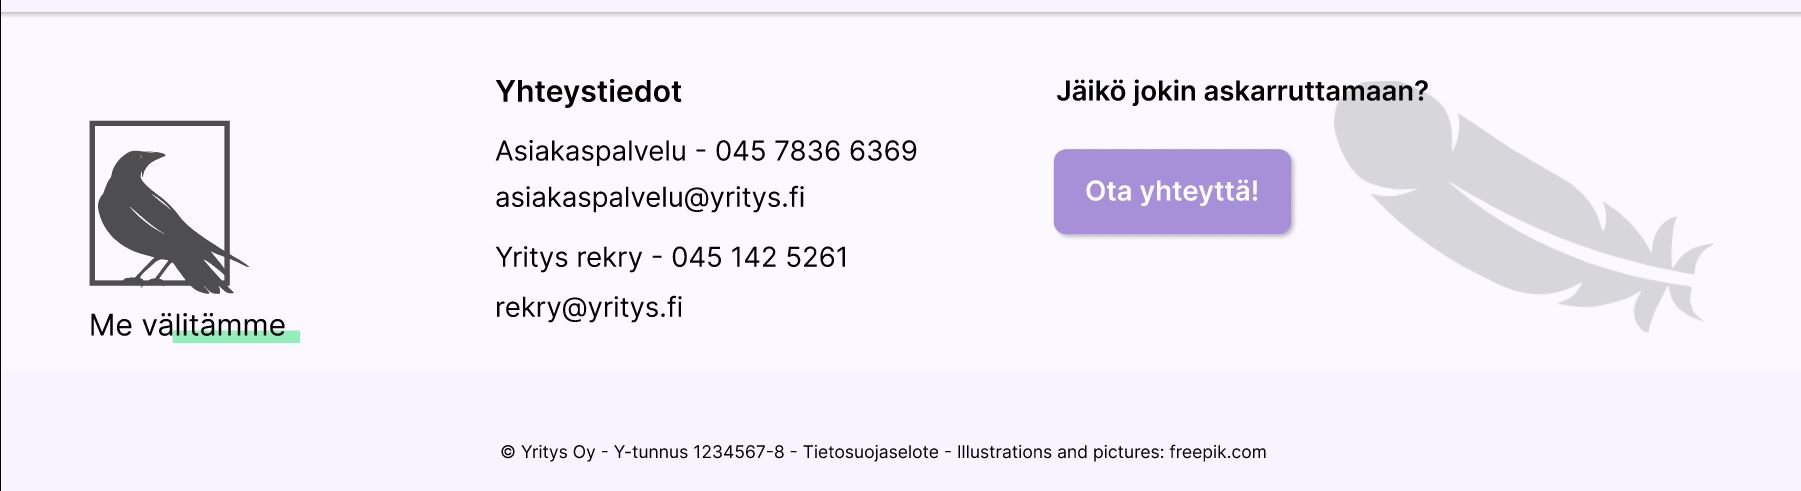 Me välitämme
Yhteystiedot
Asiakaspalvelu - 045 7836 6369
asiakaspalvelu@yritys.fi
Yritys rekry - 045 142 5261
rekry@yritys.fi
Jäikö jokin askarruttamaan?
Ota yhteyttä!
© Yritys Oy - Y-tunnus 1234567-8 - Tietosuojaselote - Illustrations and pictures: freepik.com